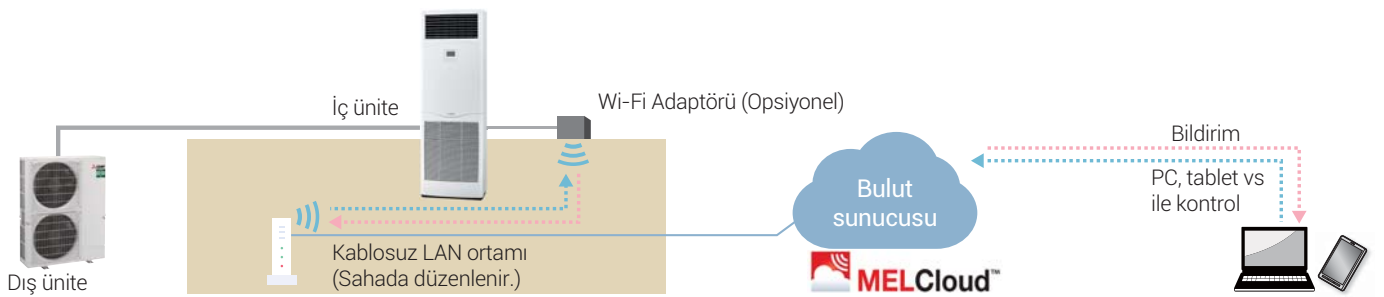 İç ünite
Wi-Fi Adaptörü (Opsiyonel)
Bildirim
PC, tablet vs
ile kontrol
Bulut
sunucusu
Kablosuz LAN ortamı
(Sahada düzenlenir.)
MELCloud™
Dış ünite